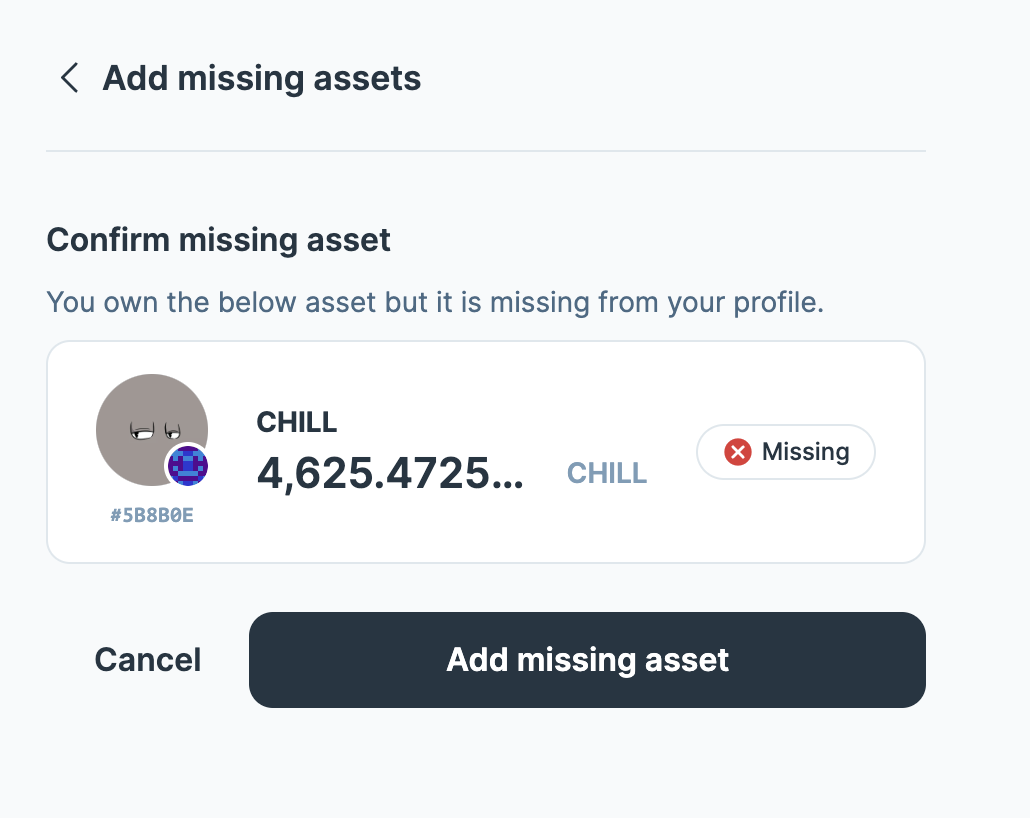 Add missing assets
Confirm missing asset
You own the below asset but it is missing from your profile.
CHILL
4,625.4725... CHILL
Missing
#5B8B0E
Cancel
Add missing asset